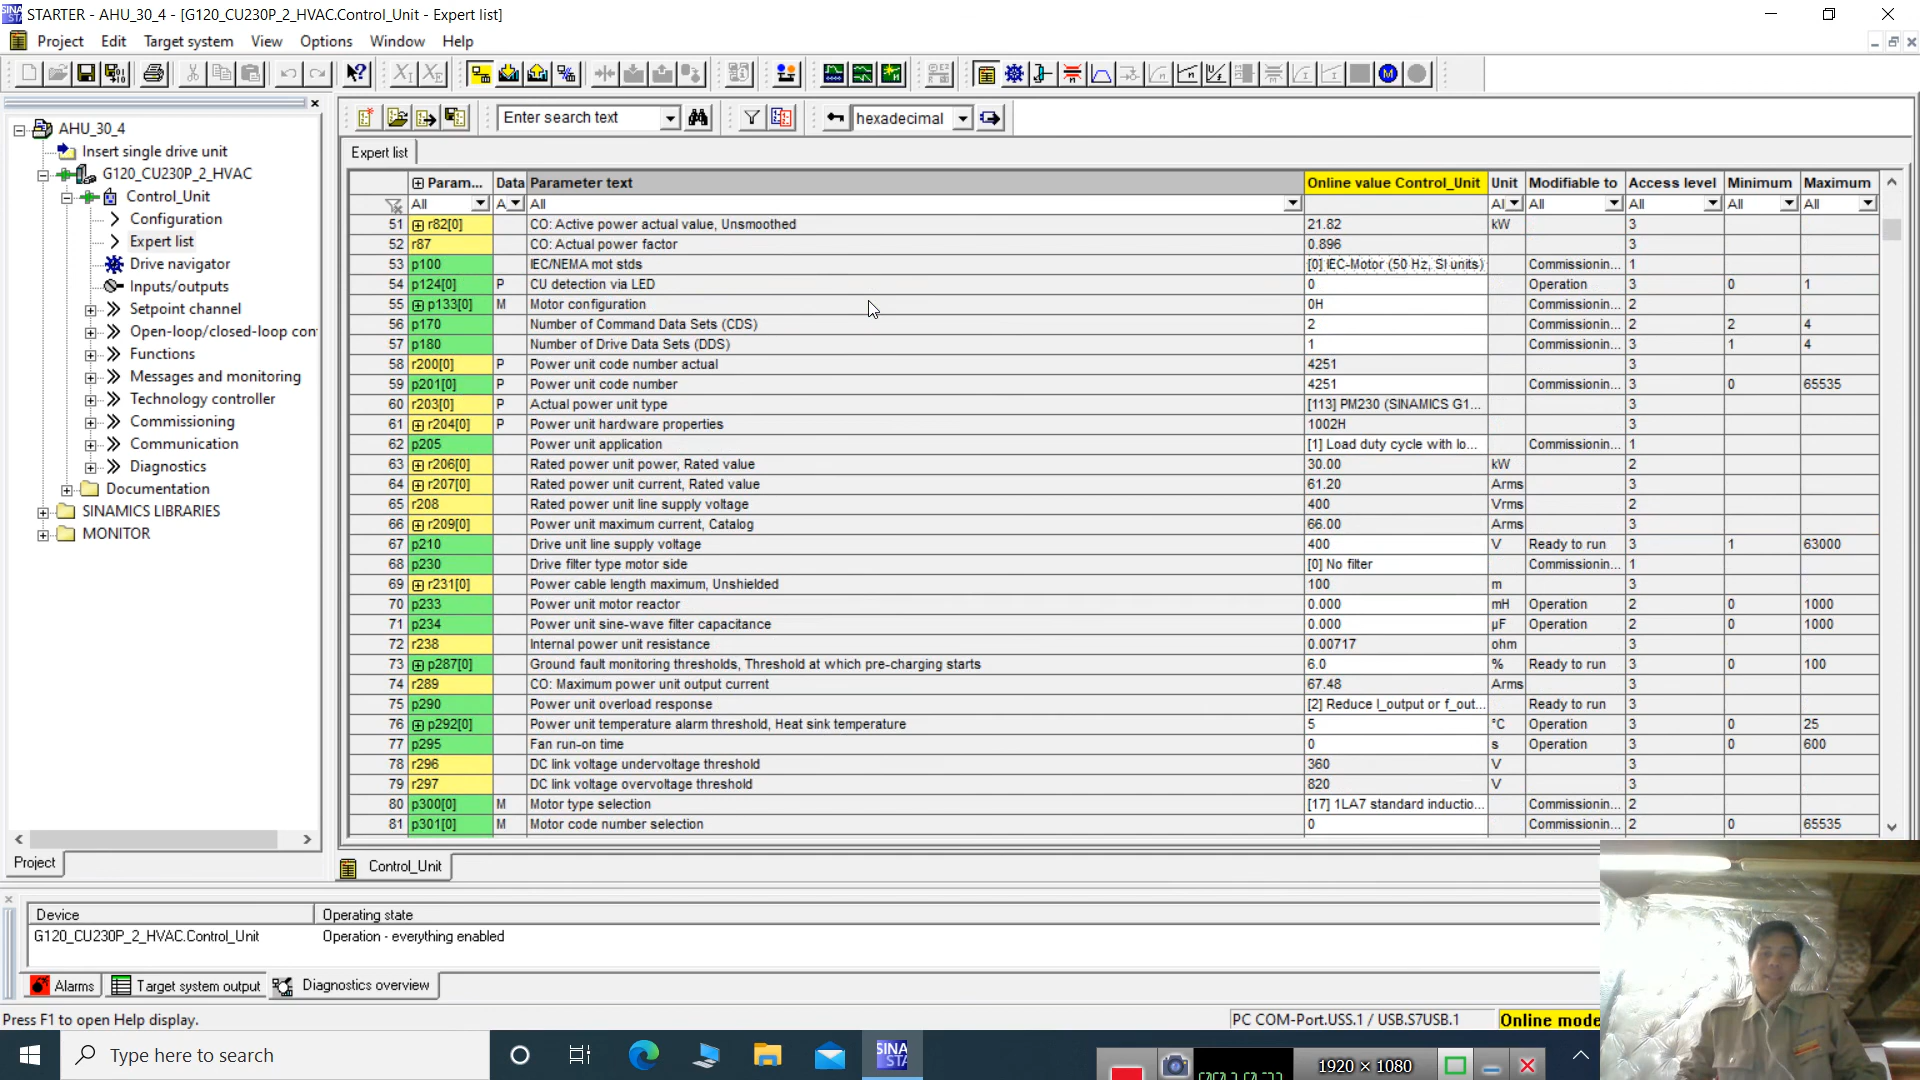 STARTER - AHU_30_4 - [G120_CU230P_2_HVAC.Control_Unit - Expert list]
Project Edit Target system View Options Window Help
Enter search text hexadecimal
AHU_30_4
Insert single drive unit
G120_CU230P_2_HVAC
Control_Unit
Configuration
Expert list
Drive navigator
Inputs/outputs
Setpoint channel
Open-loop/closed-loop con
Functions
Messages and monitoring
Technology controller
Commissioning
Communication
Diagnostics
Documentation
SINAMICS LIBRARIES
MONITOR
Project
Expert list
Param... Data Parameter text Online value Control_Unit Unit Modifiable to Access level Minimum Maximum
All A All Al All All All All
51 r82[0] CO: Active power actual value, Unsmoothed 21.82 kW 3
52 r87 CO: Actual power factor 0.896 3
53 p100 IEC/NEMA mot stds [0] IEC-Motor (50 Hz, SI units) Commissionin... 1
54 p124[0] P CU detection via LED 0 Operation 3 0 1
55 p133[0] M Motor configuration 0H Commissionin... 2
56 p170 Number of Command Data Sets (CDS) 2 Commissionin... 2 2 4
57 p180 Number of Drive Data Sets (DDS) 1 Commissionin... 3 1 4
58 r200[0] P Power unit code number actual 4251 3
59 p201[0] P Power unit code number 4251 Commissionin... 3 0 65535
60 r203[0] P Actual power unit type [113] PM230 (SINAMICS G1... 3
61 r204[0] P Power unit hardware properties 1002H 3
62 p205 Power unit application [1] Load duty cycle with lo... Commissionin... 1
63 r206[0] Rated power unit power, Rated value 30.00 kW 2
64 r207[0] Rated power unit current, Rated value 61.20 Arms 3
65 r208 Rated power unit line supply voltage 400 Vrms 2
66 r209[0] Power unit maximum current, Catalog 66.00 Arms 3
67 p210 Drive unit line supply voltage 400 V Ready to run 3 1 63000
68 p230 Drive filter type motor side [0] No filter Commissionin... 1
69 r231[0] Power cable length maximum, Unshielded 100 m 3
70 p233 Power unit motor reactor 0.000 mH Operation 2 0 1000
71 p234 Power unit sine-wave filter capacitance 0.000 µF Operation 2 0 1000
72 r238 Internal power unit resistance 0.00717 ohm 3
73 p287[0] Ground fault monitoring thresholds, Threshold at which pre-charging starts 6.0 % Ready to run 3 0 100
74 r289 CO: Maximum power unit output current 67.48 Arms 3
75 p290 Power unit overload response [2] Reduce I_output or f_out... Ready to run 3
76 p292[0] Power unit temperature alarm threshold, Heat sink temperature 5 °C Operation 3 0 25
77 p295 Fan run-on time 0 s Operation 3 0 600
78 r296 DC link voltage undervoltage threshold 360 V 3
79 r297 DC link voltage overvoltage threshold 820 V 3
80 p300[0] M Motor type selection [17] 1LA7 standard inductio... Commissionin... 2
81 p301[0] M Motor code number selection 0 Commissionin... 2 0 65535
Control_Unit
Device Operating state
G120_CU230P_2_HVAC.Control_Unit Operation - everything enabled
Alarms Target system output Diagnostics overview
Press F1 to open Help display. PC COM-Port.USS.1 / USB.S7USB.1 Online mode
Type here to search
SINA
STA
1920 × 1080